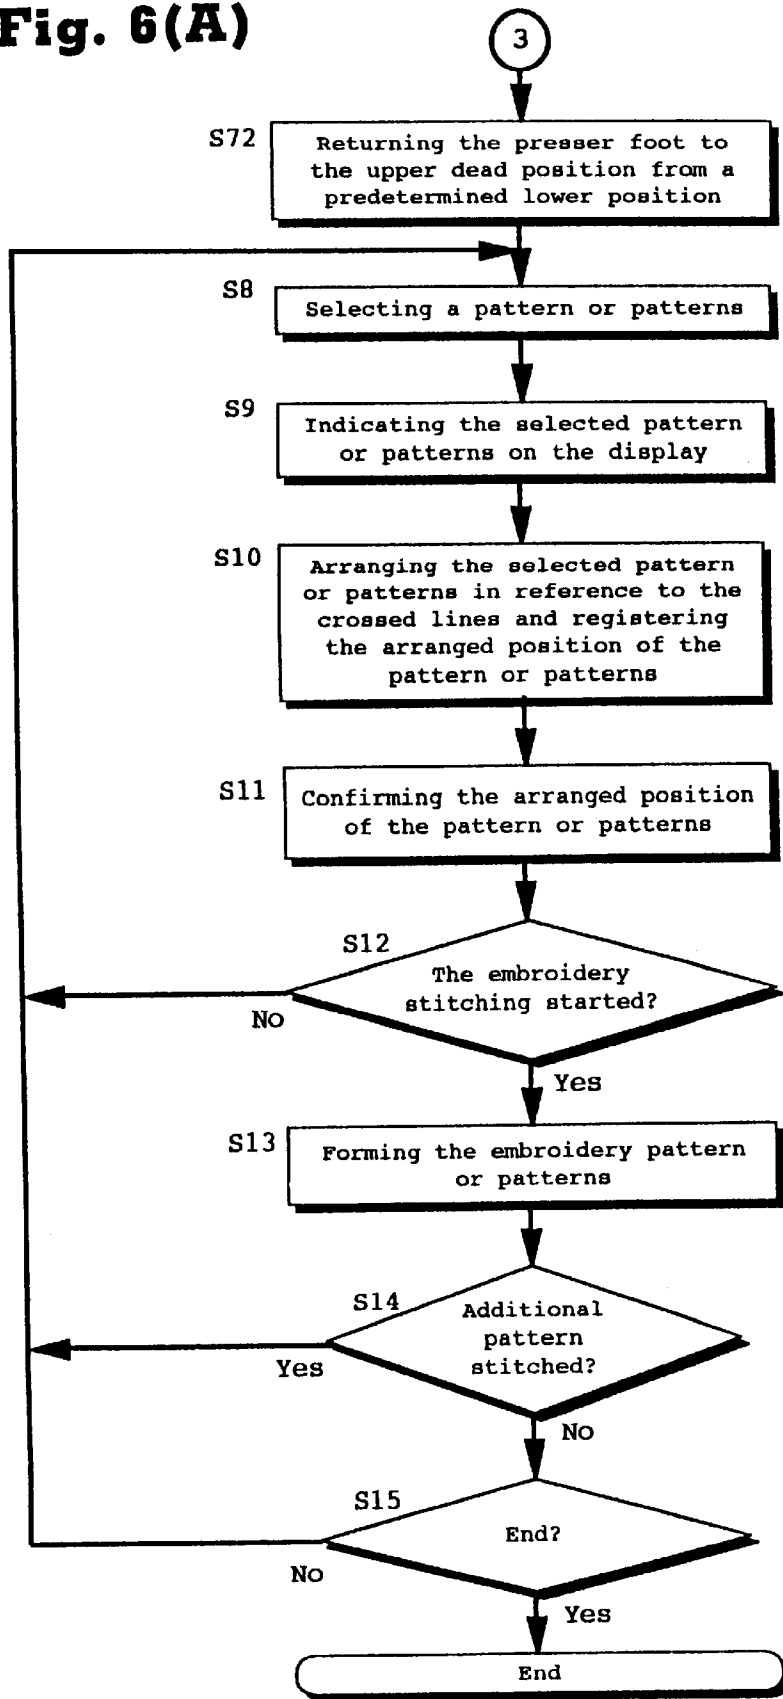 Fig. 6(A)
3
S72
Returning the presser foot to
the upper dead position from a
predetermined lower position
S8
Selecting a pattern or patterns
S9
Indicating the selected pattern
or patterns on the display
S10
Arranging the selected pattern
or patterns in reference to the
crossed lines and registering
the arranged position of the
pattern or patterns
S11
Confirming the arranged position
of the pattern or patterns
S12
The embroidery
stitching started?
No
Yes
S13
Forming the embroidery pattern
or patterns
S14
Additional
pattern
stitched?
Yes
No
S15
End?
No
Yes
End